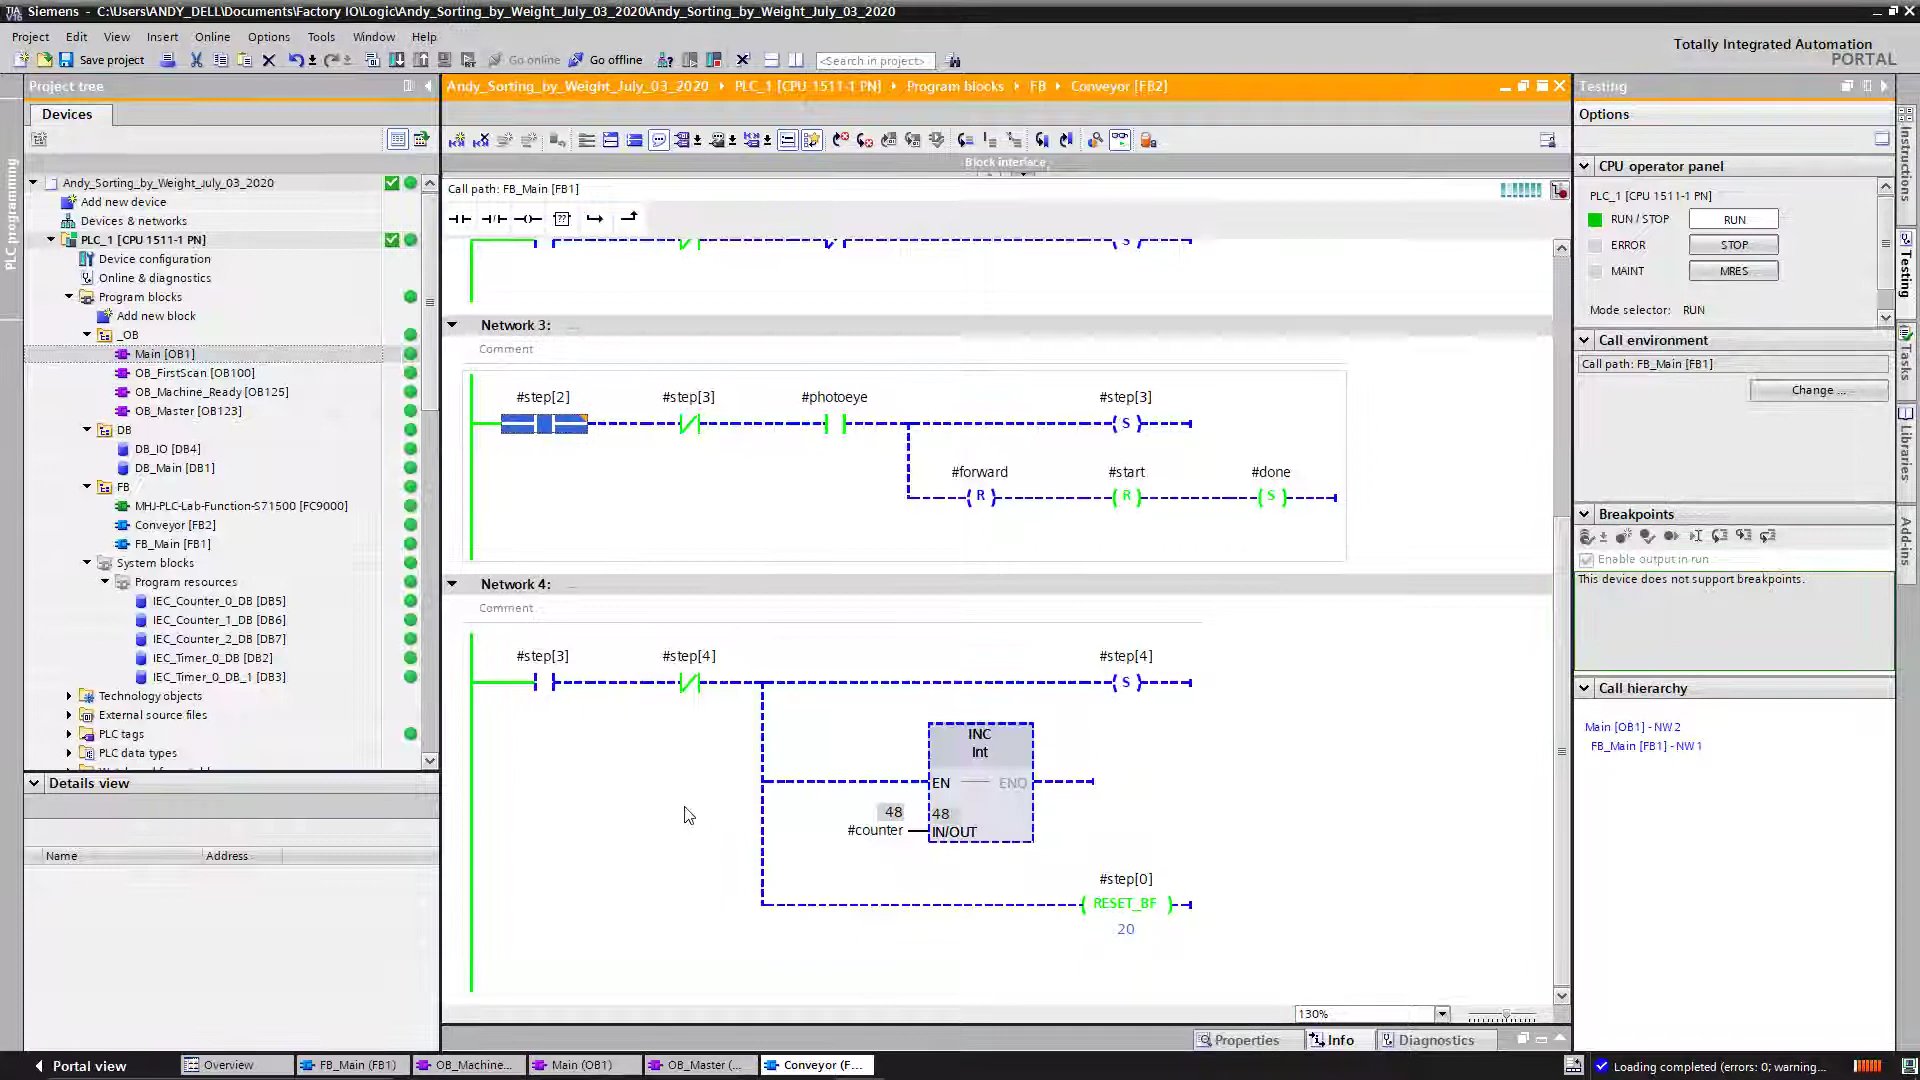 Siemens - C:\Users\ANDY_DELL\Documents\Factory IO\Logic\Andy_Sorting_by_Weight_July_03_2020\Andy_Sorting_by_Weight_July_03_2020
Project Edit View Insert Online Options Tools Window Help
Totally Integrated Automation
PORTAL
Save project
Go online
Go offline
<Search in project>
Project tree
Devices
PLC programming
Andy_Sorting_by_Weight_July_03_2020
Add new device
Devices & networks
PLC_1 [CPU 1511-1 PN]
Device configuration
Online & diagnostics
Program blocks
Add new block
_OB
Main [OB1]
OB_FirstScan [OB100]
OB_Machine_Ready [OB125]
OB_Master [OB123]
DB
DB_IO [DB4]
DB_Main [DB1]
FB
MHJ-PLC-Lab-Function-S71500 [FC9000]
Conveyor [FB2]
FB_Main [FB1]
System blocks
Program resources
IEC_Counter_0_DB [DB5]
IEC_Counter_1_DB [DB6]
IEC_Counter_2_DB [DB7]
IEC_Timer_0_DB [DB2]
IEC_Timer_0_DB_1 [DB3]
Technology objects
External source files
PLC tags
PLC data types
Details view
Name Address
Andy_Sorting_by_Weight_July_03_2020 PLC_1 [CPU 1511-1 PN] Program blocks FB Conveyor [FB2]
Block interface
Call path: FB_Main [FB1]
S
Network 3:
Comment
#step[2] #step[3] #photoeye #step[3]
S
#forward #start #done
R R S
Network 4:
Comment
#step[3] #step[4] #step[4]
S
INC
Int
EN ENO
48 48
#counter IN/OUT
#step[0]
RESET_BF
20
130%
Properties Info Diagnostics
Testing
Options
CPU operator panel
PLC_1 [CPU 1511-1 PN]
RUN / STOP RUN
ERROR STOP
MAINT MRES
Mode selector: RUN
Call environment
Call path: FB_Main [FB1]
Change ...
Breakpoints
Enable output in run
This device does not support breakpoints.
Call hierarchy
Main [OB1] - NW 2
FB_Main [FB1] - NW 1
Instructions
Testing
Tasks
Libraries
Add-ins
Portal view
Overview
FB_Main (FB1)
OB_Machine...
Main (OB1)
OB_Master (...
Conveyor (F...
Loading completed (errors: 0; warning...